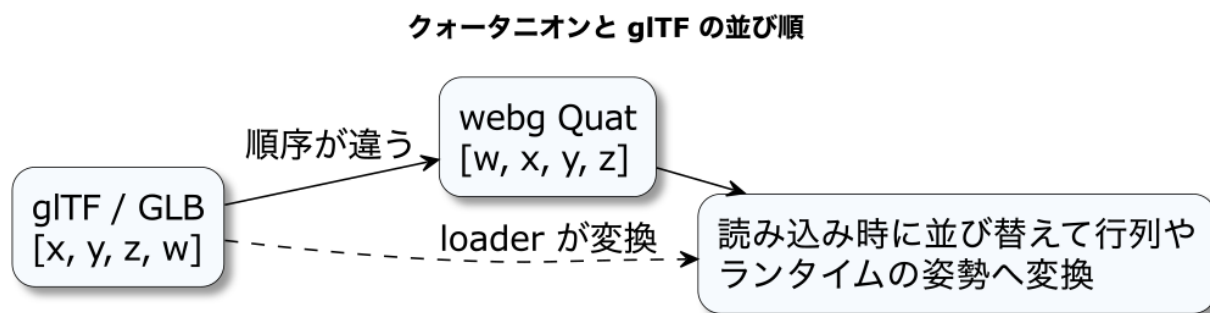 クォータニオンと glTF の並び順
webg Quat
[w, x, y, z]
順序が違う
glTF / GLB
[x, y, z, w]
loader が変換
読み込み時に並び替えて行列や
ランタイムの姿勢へ変換